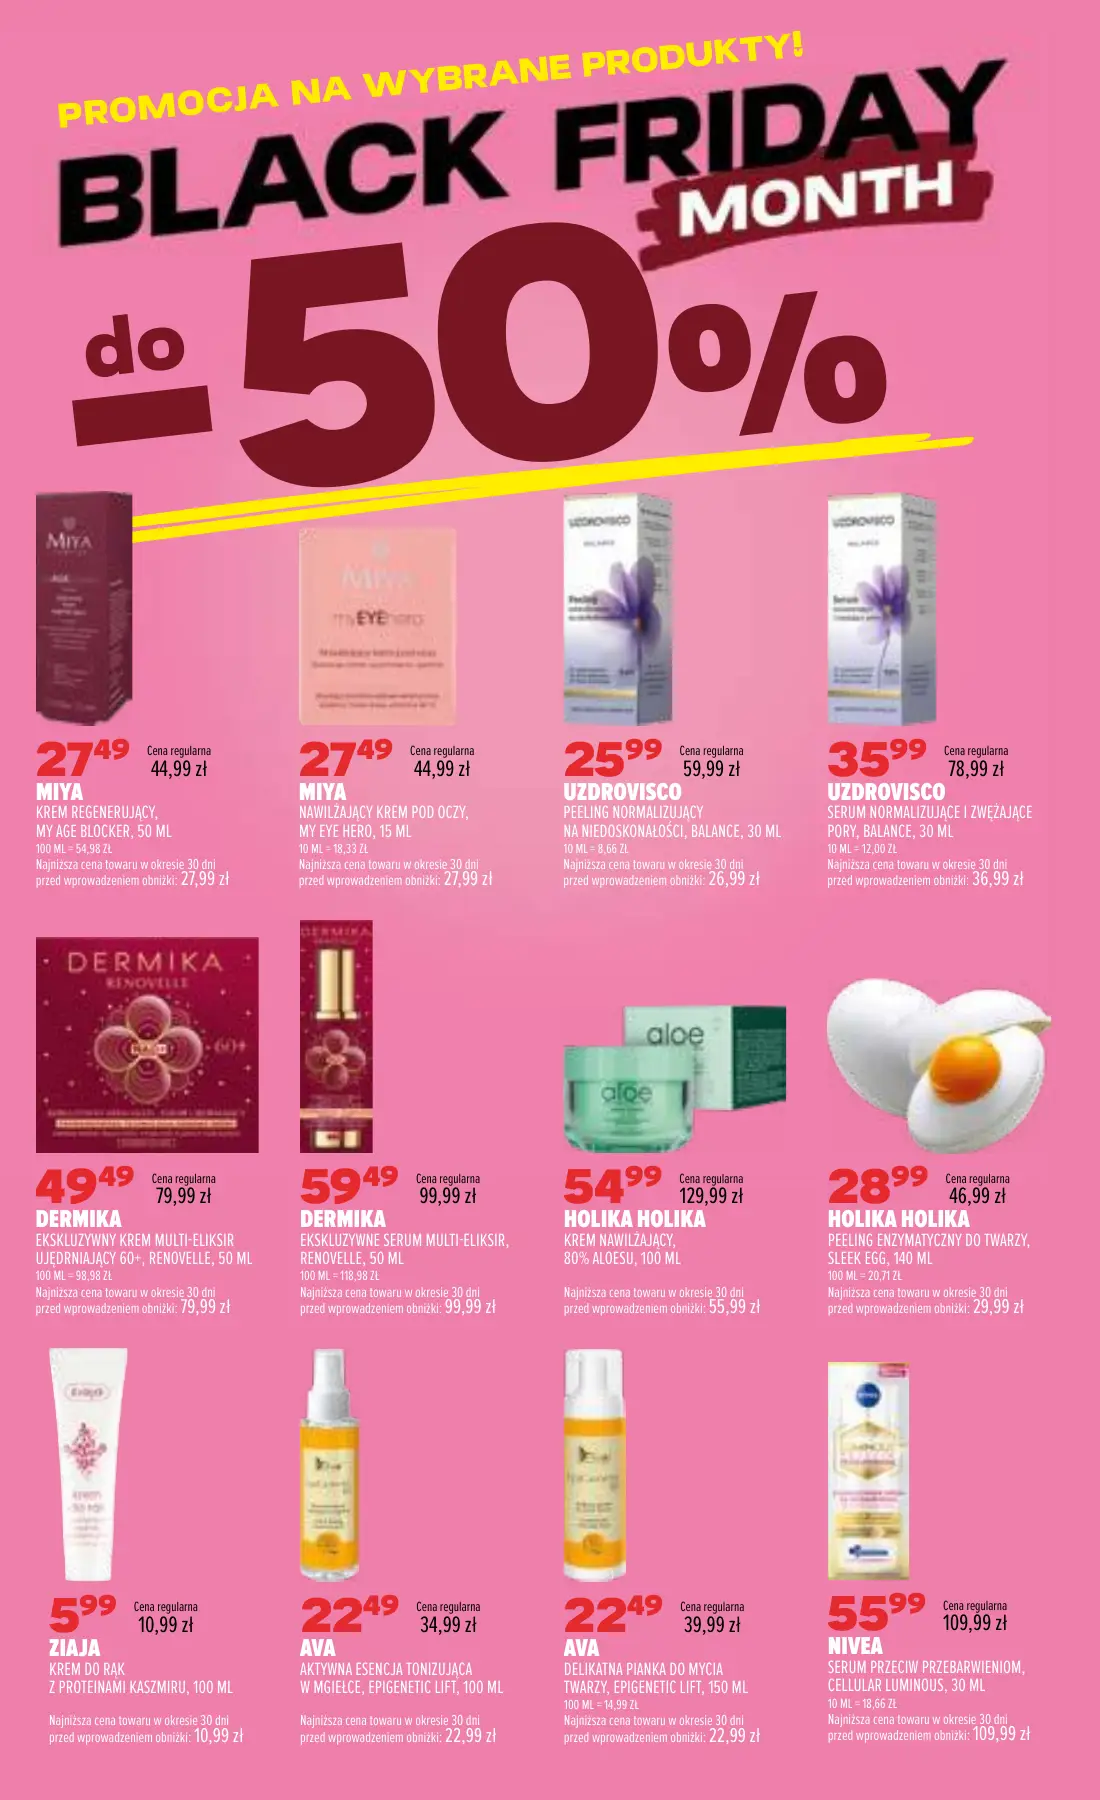 PROMOCJA NA WYBRANE PRODUKTY!
BLACK FRIDAY
MONTH
do
-50%
MIYA
AGE
MIYA
myEYEhero
Nawilżający krem pod oczy
UZDROVISCO
BALANCE
Peeling
UZDROVISCO
BALANCE
Serum
2749 Cena regularna
44,99 zł
MIYA
KREM REGENERUJĄCY,
MY AGE BLOCKER, 50 ML
100 ML = 54,98 ZŁ
Najniższa cena towaru w okresie 30 dni
przed wprowadzeniem obniżki: 27,99 zł
2749 Cena regularna
44,99 zł
MIYA
NAWILŻAJĄCY KREM POD OCZY,
MY EYE HERO, 15 ML
10 ML = 18,33 ZŁ
Najniższa cena towaru w okresie 30 dni
przed wprowadzeniem obniżki: 27,99 zł
2599 Cena regularna
59,99 zł
UZDROVISCO
PEELING NORMALIZUJĄCY
NA NIEDOSKONAŁOŚCI, BALANCE, 30 ML
10 ML = 8,66 ZŁ
Najniższa cena towaru w okresie 30 dni
przed wprowadzeniem obniżki: 26,99 zł
3599 Cena regularna
78,99 zł
UZDROVISCO
SERUM NORMALIZUJĄCE I ZWĘŻAJĄCE
PORY, BALANCE, 30 ML
10 ML = 12,00 ZŁ
Najniższa cena towaru w okresie 30 dni
przed wprowadzeniem obniżki: 36,99 zł
DERMIKA
RENOVELLE
60+
DERMIKA
aloe
aloe
4949 Cena regularna
79,99 zł
DERMIKA
EKSKLUZYWNY KREM MULTI-ELIKSIR
UJĘDRNIAJĄCY 60+, RENOVELLE, 50 ML
100 ML = 98,98 ZŁ
Najniższa cena towaru w okresie 30 dni
przed wprowadzeniem obniżki: 79,99 zł
5949 Cena regularna
99,99 zł
DERMIKA
EKSKLUZYWNE SERUM MULTI-ELIKSIR,
RENOVELLE, 50 ML
100 ML = 118,98 ZŁ
Najniższa cena towaru w okresie 30 dni
przed wprowadzeniem obniżki: 99,99 zł
5499 Cena regularna
129,99 zł
HOLIKA HOLIKA
KREM NAWILŻAJĄCY,
80% ALOESU, 100 ML
Najniższa cena towaru w okresie 30 dni
przed wprowadzeniem obniżki: 55,99 zł
2899 Cena regularna
46,99 zł
HOLIKA HOLIKA
PEELING ENZYMATYCZNY DO TWARZY,
SLEEK EGG, 140 ML
100 ML = 20,71 ZŁ
Najniższa cena towaru w okresie 30 dni
przed wprowadzeniem obniżki: 29,99 zł
ziaja
krem
do rąk
NIVEA
LUMINOUS
599 Cena regularna
10,99 zł
ZIAJA
KREM DO RĄK
Z PROTEINAMI KASZMIRU, 100 ML
Najniższa cena towaru w okresie 30 dni
przed wprowadzeniem obniżki: 10,99 zł
2249 Cena regularna
34,99 zł
AVA
AKTYWNA ESENCJA TONIZUJĄCA
W MGIEŁCE, EPIGENETIC LIFT, 100 ML
Najniższa cena towaru w okresie 30 dni
przed wprowadzeniem obniżki: 22,99 zł
2249 Cena regularna
39,99 zł
AVA
DELIKATNA PIANKA DO MYCIA
TWARZY, EPIGENETIC LIFT, 150 ML
100 ML = 14,99 ZŁ
Najniższa cena towaru w okresie 30 dni
przed wprowadzeniem obniżki: 22,99 zł
5599 Cena regularna
109,99 zł
NIVEA
SERUM PRZECIW PRZEBARWIENIOM,
CELLULAR LUMINOUS, 30 ML
10 ML = 18,66 ZŁ
Najniższa cena towaru w okresie 30 dni
przed wprowadzeniem obniżki: 109,99 zł